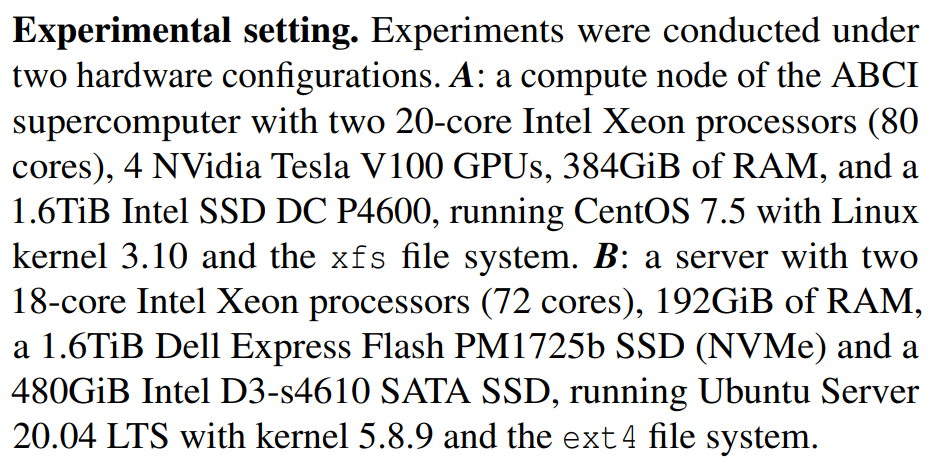 Experimental setting. Experiments were conducted under
two hardware configurations. A: a compute node of the ABCI
supercomputer with two 20-core Intel Xeon processors (80
cores), 4 NVidia Tesla V100 GPUs, 384GiB of RAM, and a
1.6TiB Intel SSD DC P4600, running CentOS 7.5 with Linux
kernel 3.10 and the xfs file system. B: a server with two
18-core Intel Xeon processors (72 cores), 192GiB of RAM,
a 1.6TiB Dell Express Flash PM1725b SSD (NVMe) and a
480GiB Intel D3-s4610 SATA SSD, running Ubuntu Server
20.04 LTS with kernel 5.8.9 and the ext4 file system.